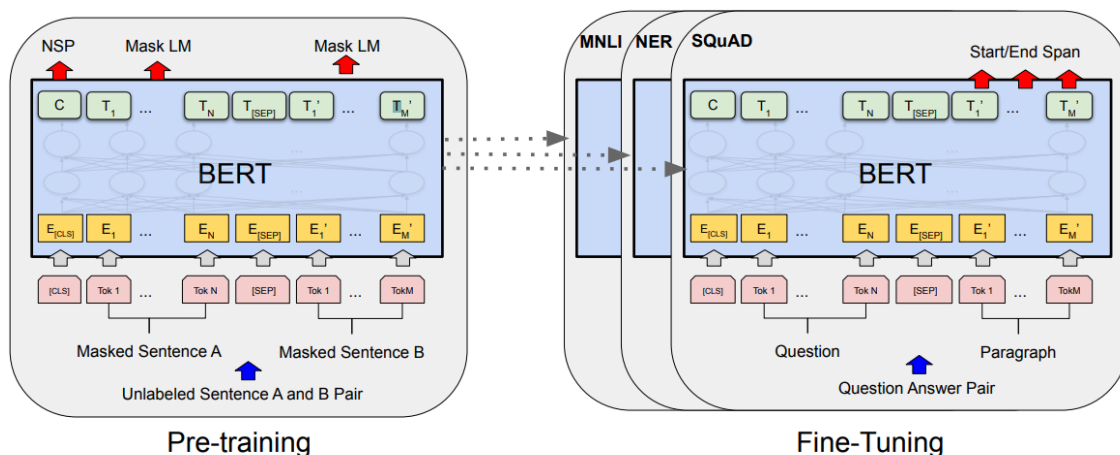 NSP Mask LM Mask LM
C T1 ... TN T[SEP] T1' ... TM'
...
BERT
...
E[CLS] E1 ... EN E[SEP] E1' ... EM'
[CLS] Tok 1 ... Tok N [SEP] Tok 1 ... TokM
Masked Sentence A Masked Sentence B
Unlabeled Sentence A and B Pair
Pre-training
MNLI NER SQuAD
Start/End Span
C T1 ... TN T[SEP] T1' ... TM'
...
BERT
...
E[CLS] E1 ... EN E[SEP] E1' ... EM'
[CLS] Tok 1 ... Tok N [SEP] Tok 1 ... TokM
Question Paragraph
Question Answer Pair
Fine-Tuning